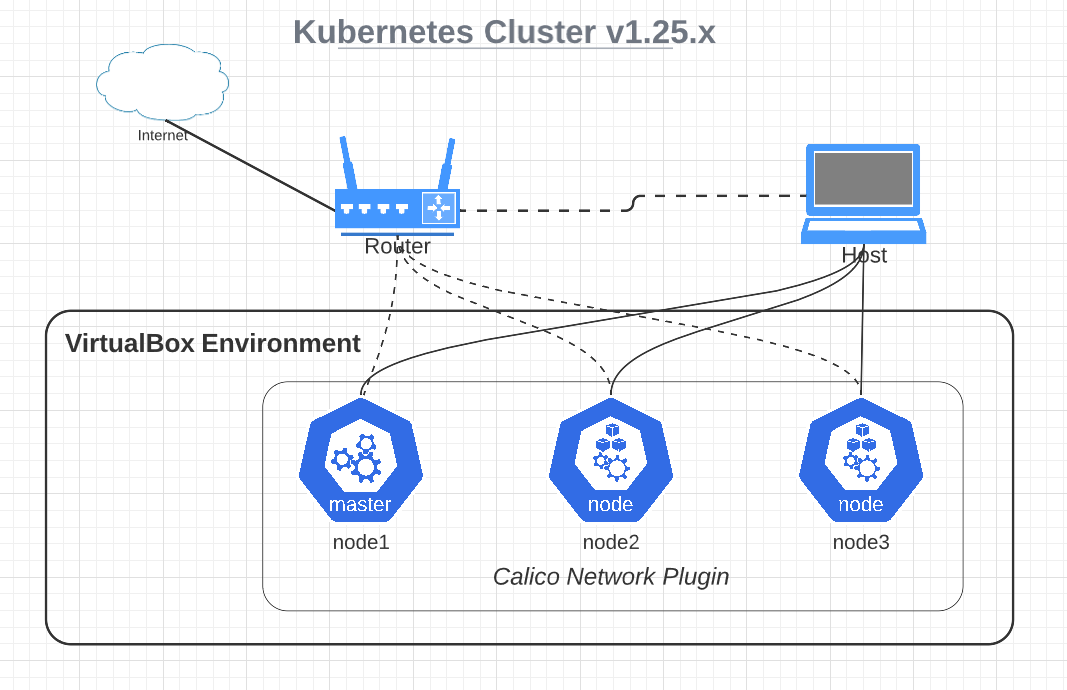 Kubernetes Cluster v1.25.x
Internet
Router
Host
VirtualBox Environment
master
node
node
node1
node2
node3
Calico Network Plugin